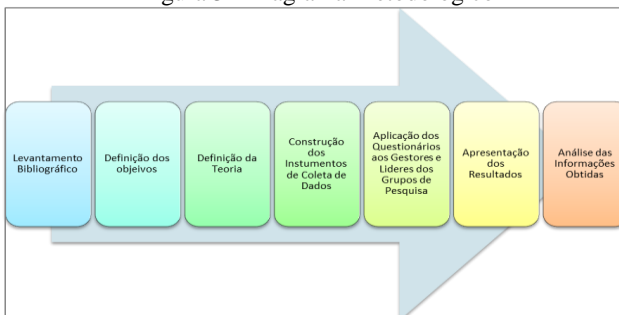 Levantamento
Bibliográfico
Definição dos
objeivos
Definição da
Teoria
Construção
dos
Instumentos
de Coleta de
Dados
Aplicação dos
Questionários
aos Gestores e
Lideres dos
Grupos de
Pesquisa
Apresentação
dos
Resultados
Análise das
Informações
Obtidas